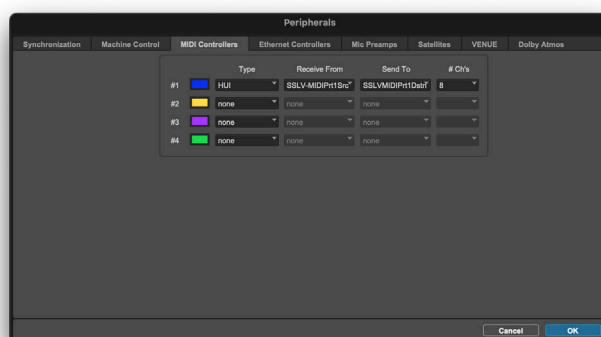 Peripherals
Synchronization Machine Control MIDI Controllers Ethernet Controllers Mic Preamps Satellites VENUE Dolby Atmos
Type Receive From Send To # Ch's
#1 HUI SSLV-MIDIPrt1Src SSLVMIDIPrt1Dstn 8
#2 none none none
#3 none none none
#4 none none none
Cancel OK